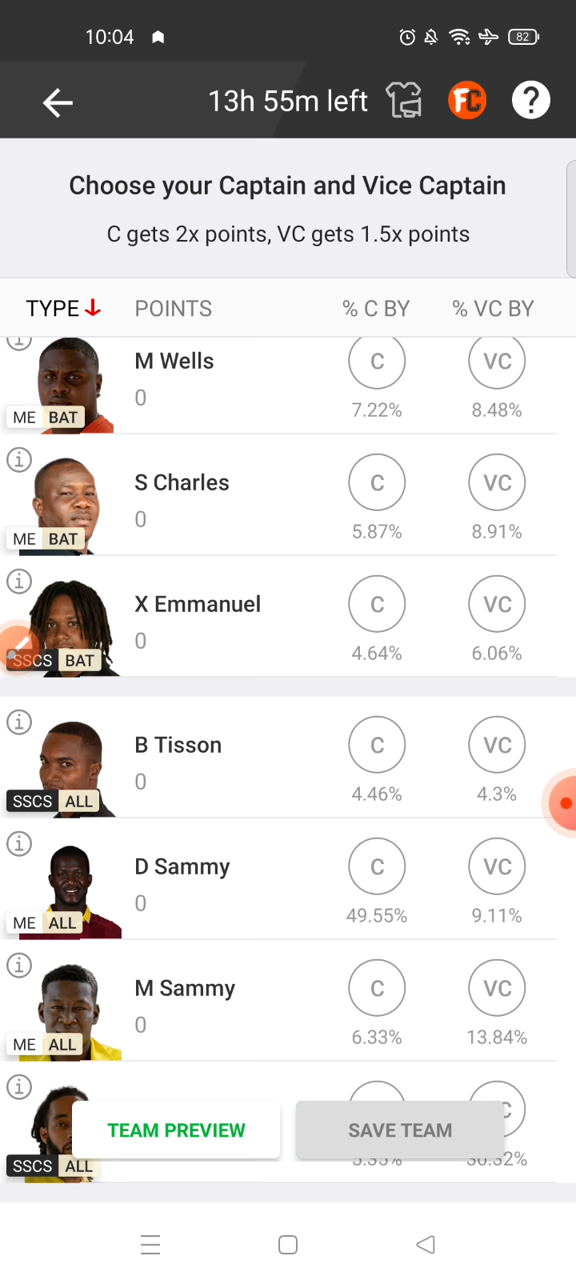 10:04
82
13h 55m left
FC
?
Choose your Captain and Vice Captain
C gets 2x points, VC gets 1.5x points
TYPE POINTS % C BY % VC BY
M Wells C VC
0
ME BAT 7.22% 8.48%
S Charles C VC
0
ME BAT 5.87% 8.91%
X Emmanuel C VC
0
SSCS BAT 4.64% 6.06%
B Tisson C VC
0
SSCS ALL 4.46% 4.3%
D Sammy C VC
0
ME ALL 49.55% 9.11%
M Sammy C VC
0
ME ALL 6.33% 13.84%
TEAM PREVIEW SAVE TEAM
SSCS ALL